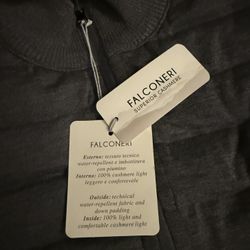 FALCONERI
SUPERIOR CASHMERE
FALCONERI
Esterno: tessuto tecnico
water-repellent e imbottitura
con piumino
Interno: 100% cashmere light
leggero e confortevole
Outside: technical
water-repellent fabric and
down padding
Inside: 100% light and
comfortable cashmere light